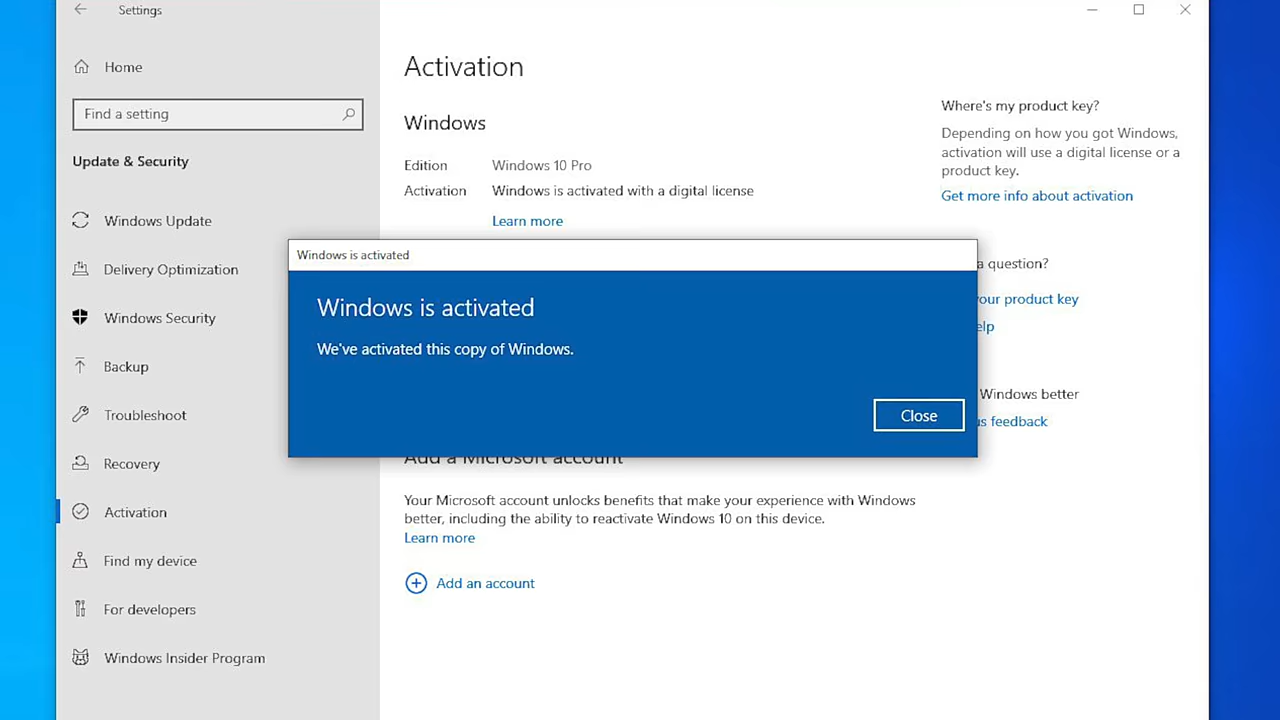 Settings
Home
Find a setting
Update & Security
Windows Update
Delivery Optimization
Windows Security
Backup
Troubleshoot
Recovery
Activation
Find my device
For developers
Windows Insider Program
Activation
Windows
Edition Windows 10 Pro
Activation Windows is activated with a digital license
Learn more
Windows is activated
Windows is activated
We've activated this copy of Windows.
Close
Add a Microsoft account
Your Microsoft account unlocks benefits that make your experience with Windows
better, including the ability to reactivate Windows 10 on this device.
Learn more
Add an account
Where's my product key?
Depending on how you got Windows,
activation will use a digital license or a
product key.
Get more info about activation
a question?
your product key
Windows better
feedback